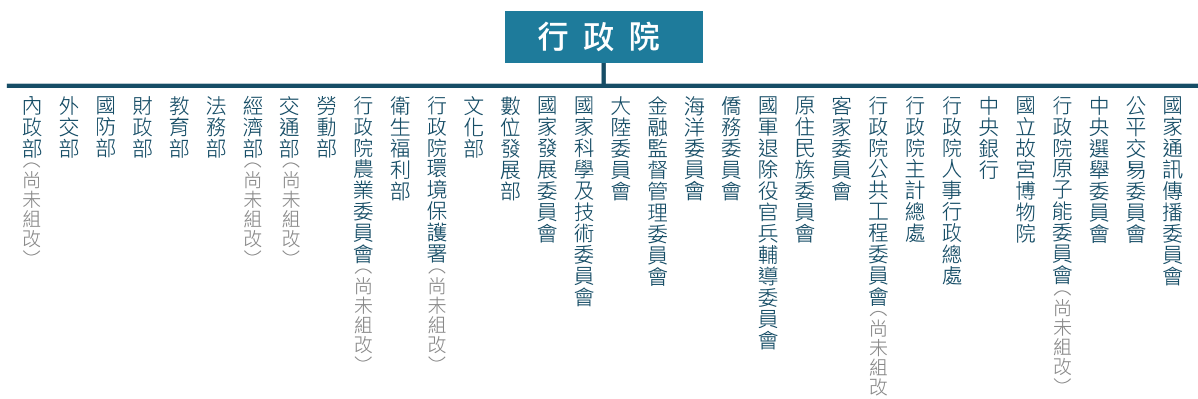 行政院
內政部（尚未組改）
外交部
國防部
財政部
教育部
法務部
經濟部（尚未組改）
交通部（尚未組改）
勞動部
行政院農業委員會（尚未組改）
衛生福利部
行政院環境保護署（尚未組改）
文化部
數位發展部
國家發展委員會
國家科學及技術委員會
大陸委員會
金融監督管理委員會
海洋委員會
僑務委員會
國軍退除役官兵輔導委員會
原住民族委員會
客家委員會
行政院公共工程委員會（尚未組改
行政院主計總處
行政院人事行政總處
中央銀行
國立故宮博物院
行政院原子能委員會（尚未組改）
中央選舉委員會
公平交易委員會
國家通訊傳播委員會